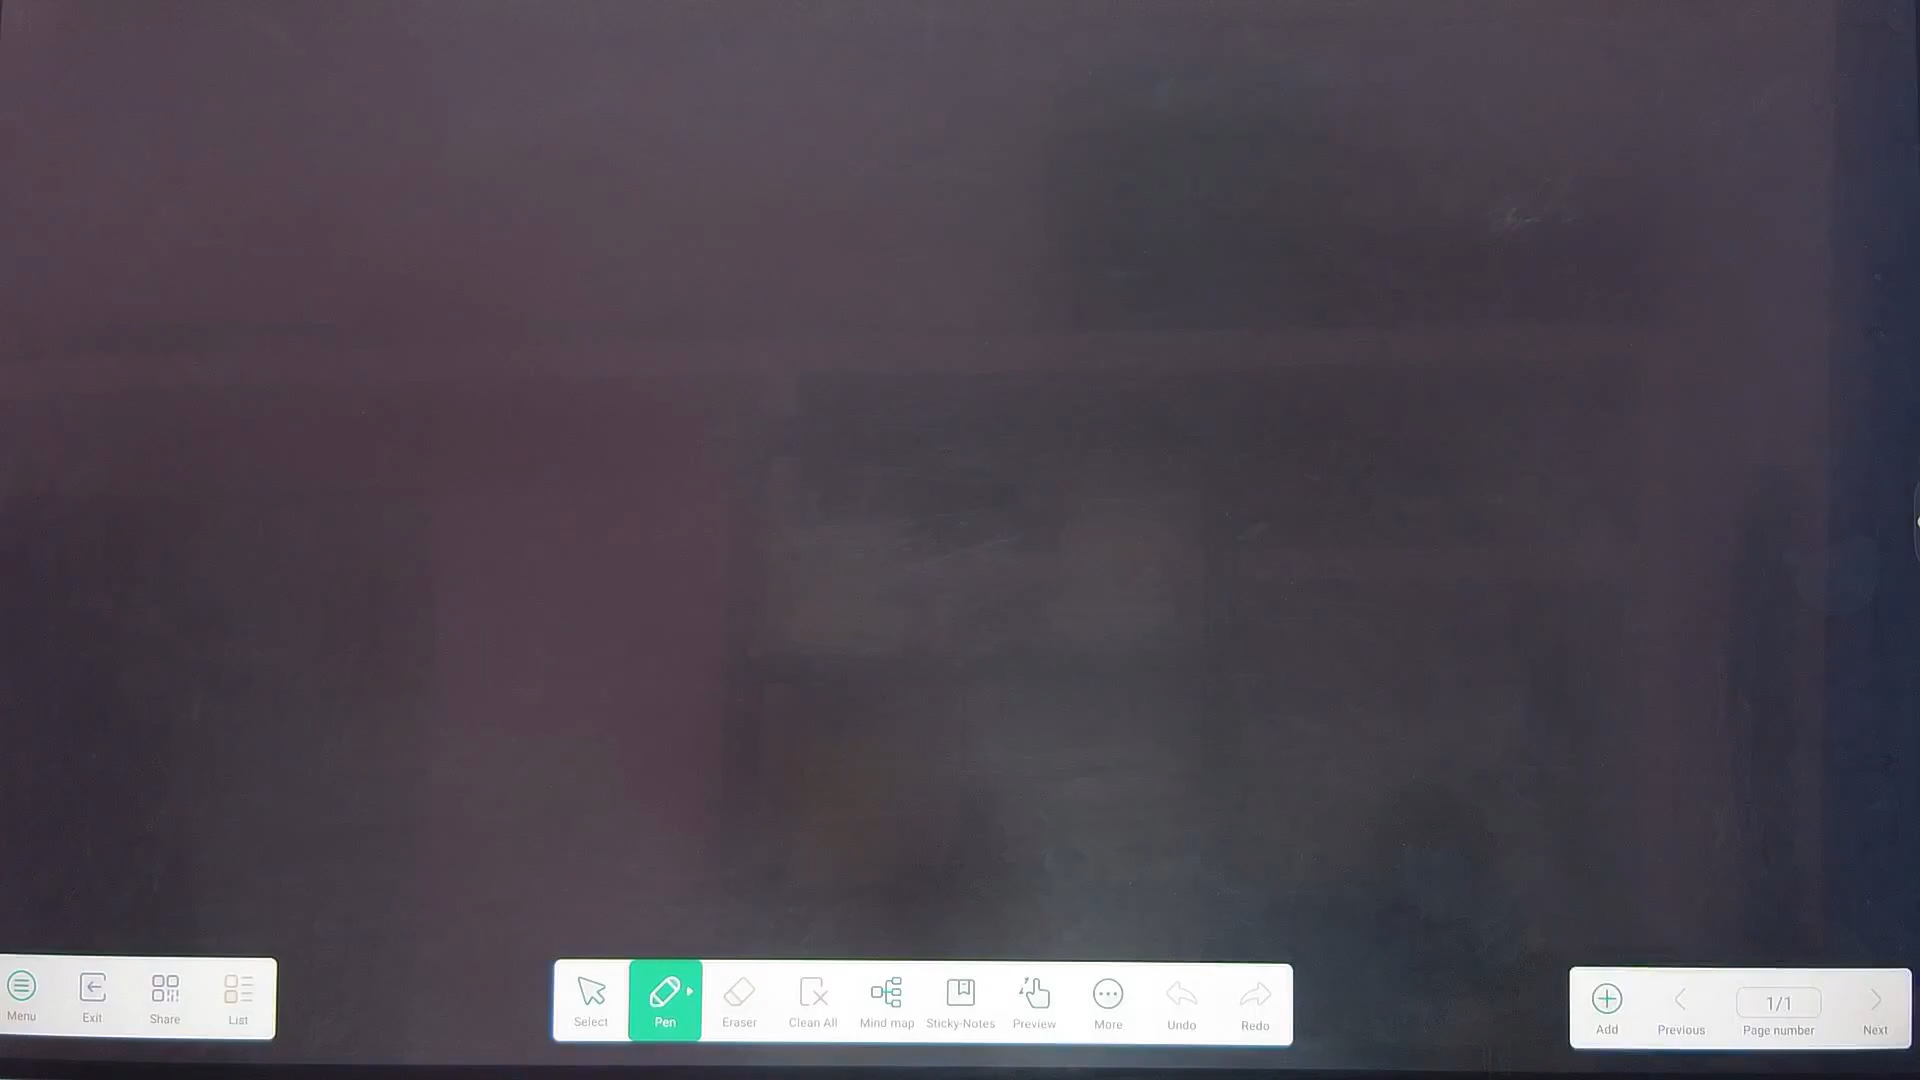 Menu
Exit
Share
List
Select
Pen
Eraser
Clean All
Mind map
Sticky-Notes
Preview
More
Undo
Redo
Add
Previous
1/1
Page number
Next